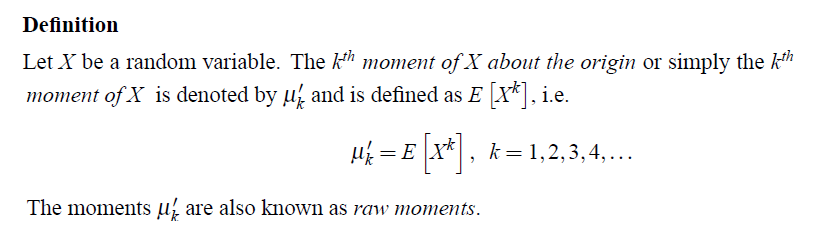 Definition
Let X be a random variable. The kᵗʰ moment of X about the origin or simply the kᵗʰ
moment of X is denoted by μ′ₖ and is defined as E [Xᵏ], i.e.
μ′ₖ = E [Xᵏ], k = 1,2,3,4,...
The moments μ′ₖ are also known as raw moments.